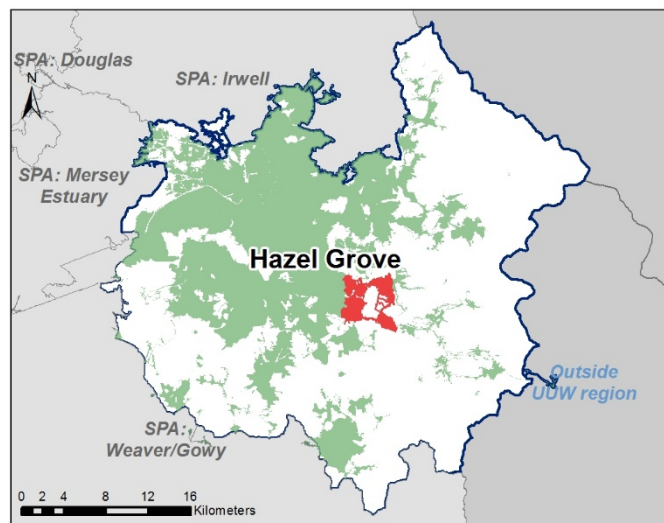 SPA: Douglas
N
SPA: Irwell
SPA: Mersey
Estuary
Hazel Grove
Outside
UUW region
SPA:
Weaver/Gowy
0 2 4 8 12 16
Kilometers